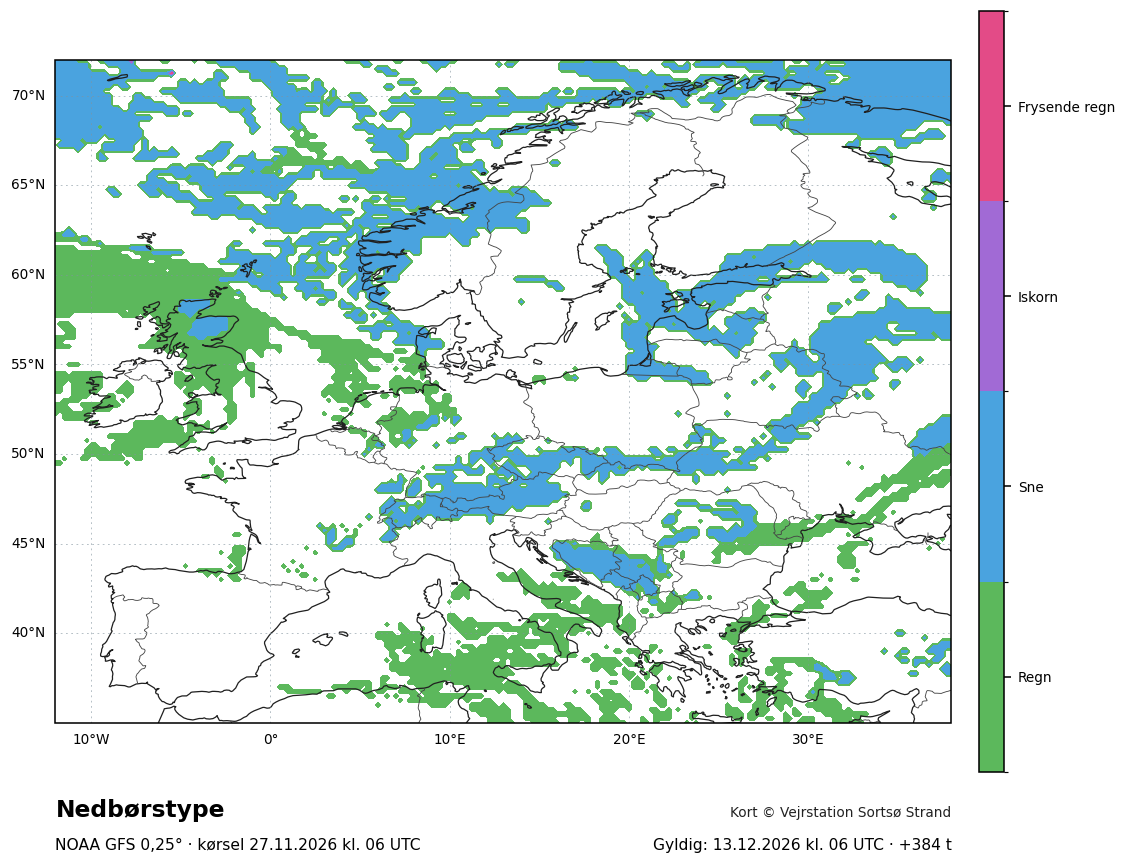 70°N
65°N
60°N
55°N
50°N
45°N
40°N
10°W
0°
10°E
20°E
30°E
Frysende regn
Iskorn
Sne
Regn
Nedbørstype
Kort © Vejrstation Sortsø Strand
NOAA GFS 0,25° · kørsel 27.11.2026 kl. 06 UTC
Gyldig: 13.12.2026 kl. 06 UTC · +384 t